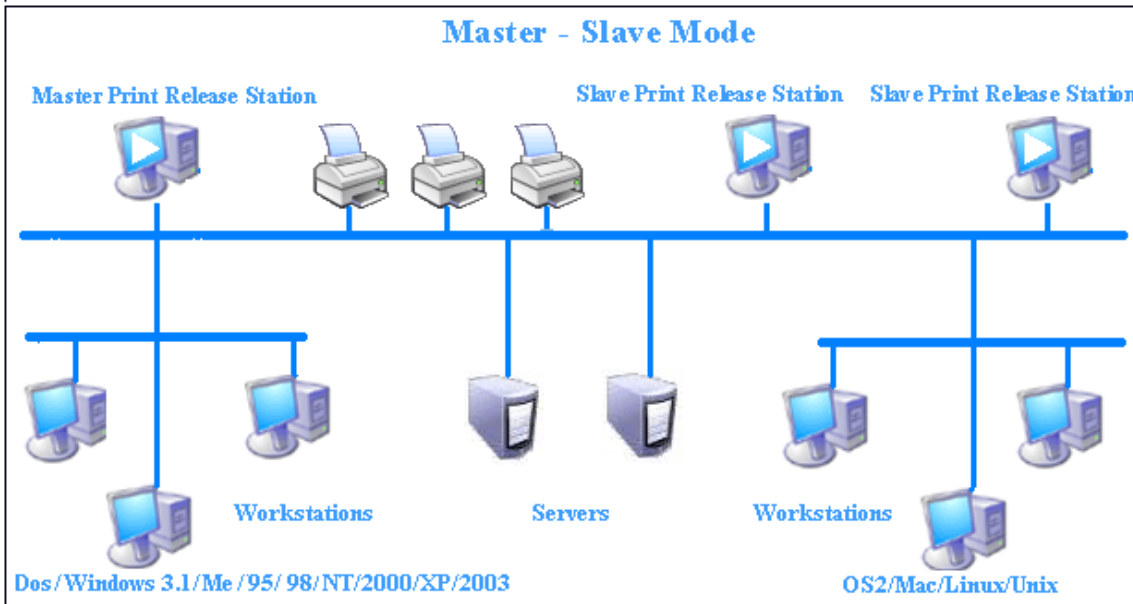 Master - Slave Mode
Master Print Release Station
Slave Print Release Station
Slave Print Release Station
Workstations
Servers
Workstations
Dos/Windows 3.1/Me/95/98/NT/2000/XP/2003
OS2/Mac/Linux/Unix